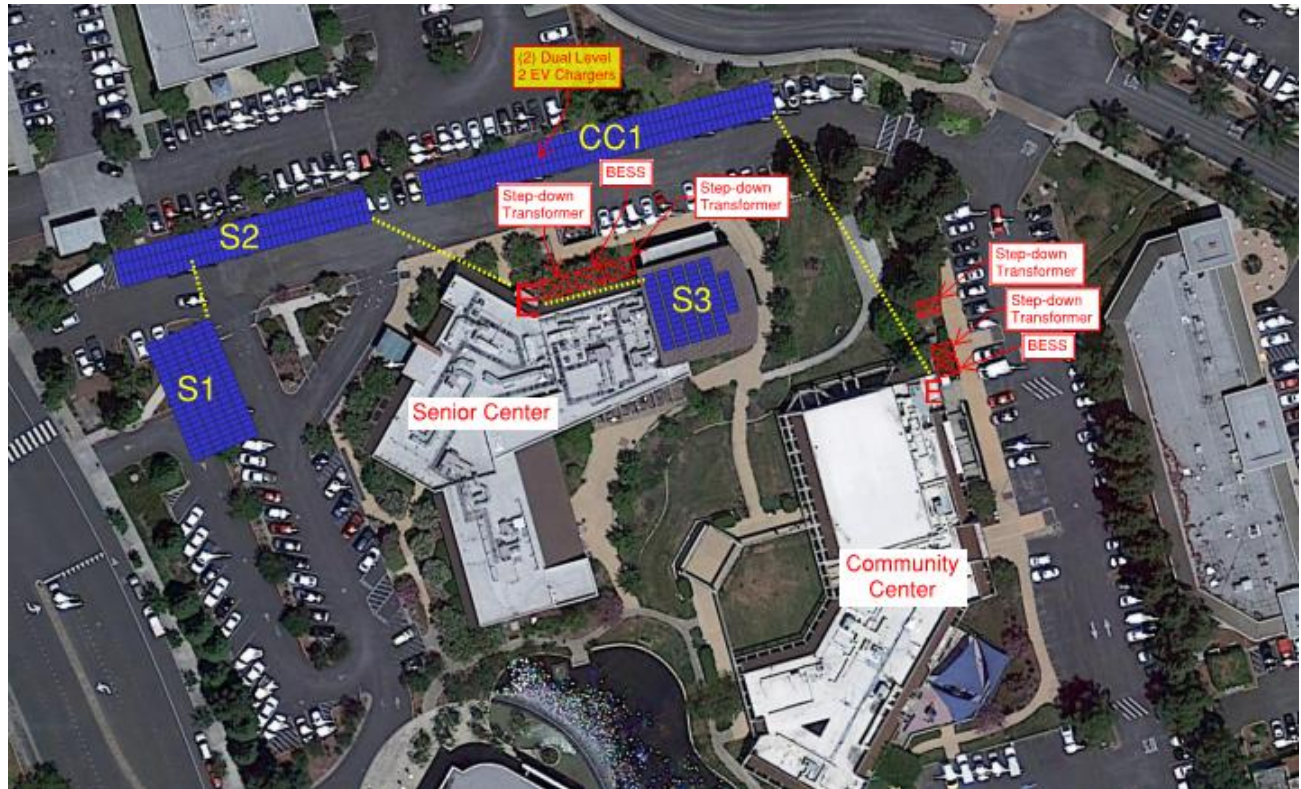 (2) Dual Level
2 EV Chargers
CC1
BESS
Step-down
Transformer
Step-down
Transformer
S2
E
S3
Step-down
Transformer
Step-down
Transformer
BESS
S1
E
Senior Center
Community
Center